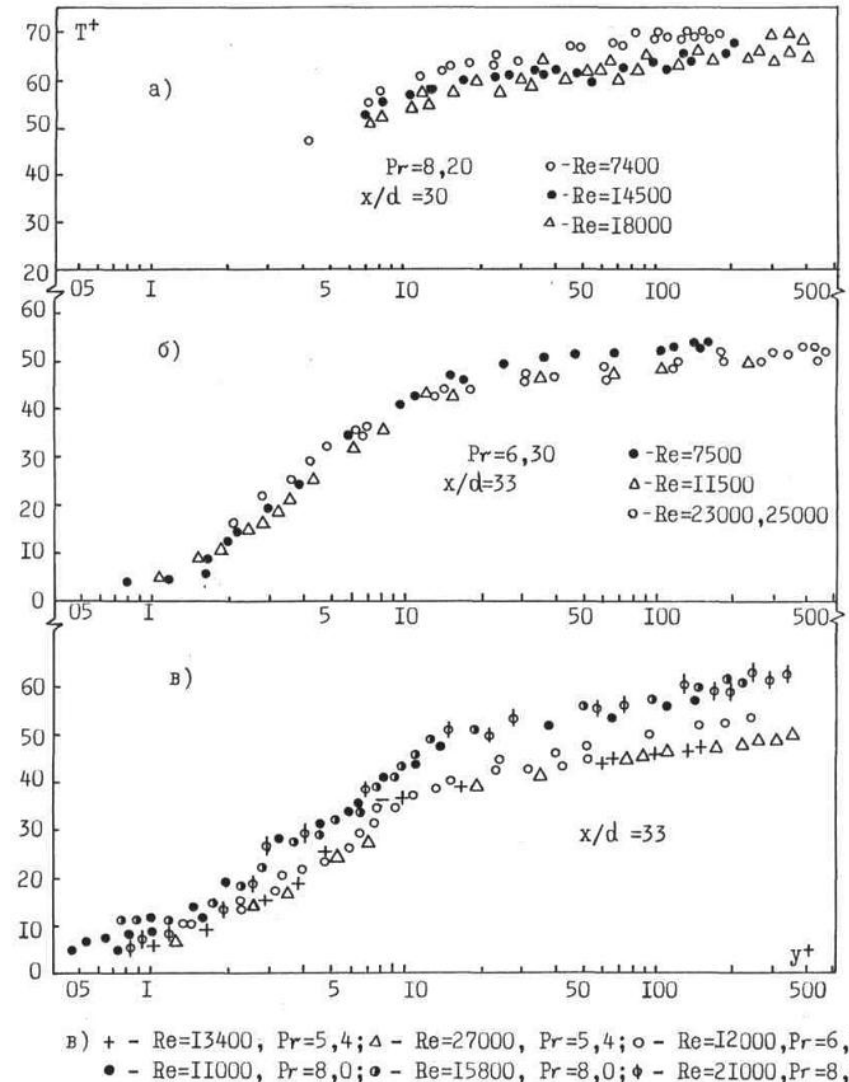 70 T⁺
60
а)
50
40 Pr=8,20 ○-Re=7400
x/d =30 ●-Re=I4500
30 △-Re=I8000
20
05 I 5 10 50 100 500
60
б)
50
40
30 Pr=6,30 ●-Re=7500
x/d=33 △-Re=II500
20 ○-Re=23000,25000
I0
0
05 I 5 I0 50 I00 500
60 в)
50
40
30 x/d =33
20
I0
0 y⁺
05 I 5 I0 50 I00 500
в) + - Re=I3400, Pr=5,4; △ - Re=27000, Pr=5,4; ○ - Re=I2000,Pr=6,
● - Re=II000, Pr=8,0; ◑ - Re=I5800, Pr=8,0; ϕ - Re=2I000,Pr=8,